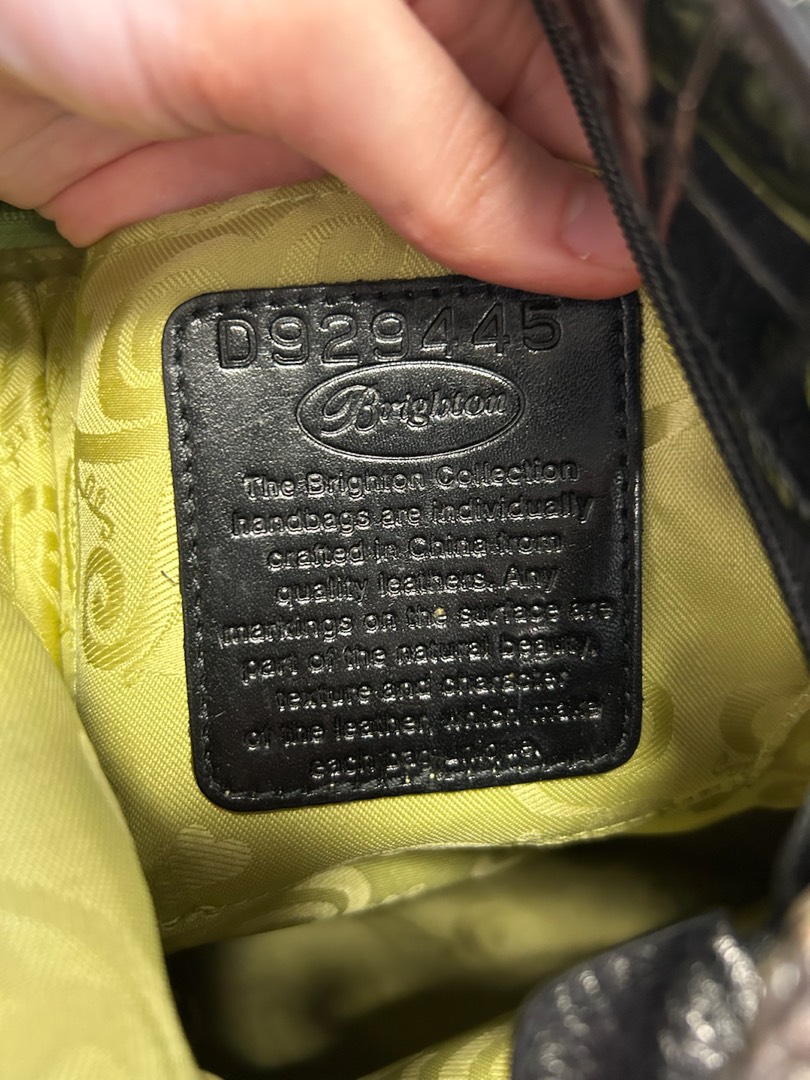 D929445
Brighton
The Brighton Collection
handbags are individually
crafted in China from
quality leathers. Any
markings on the surface are
part of the natural beauty,
texture and character
of the leather, which make
each bag unique.